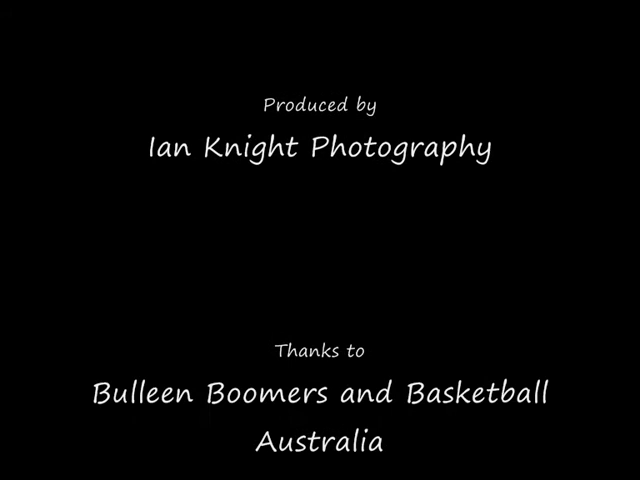 Produced by
Ian Knight Photography
Thanks to
Bulleen Boomers and Basketball
Australia